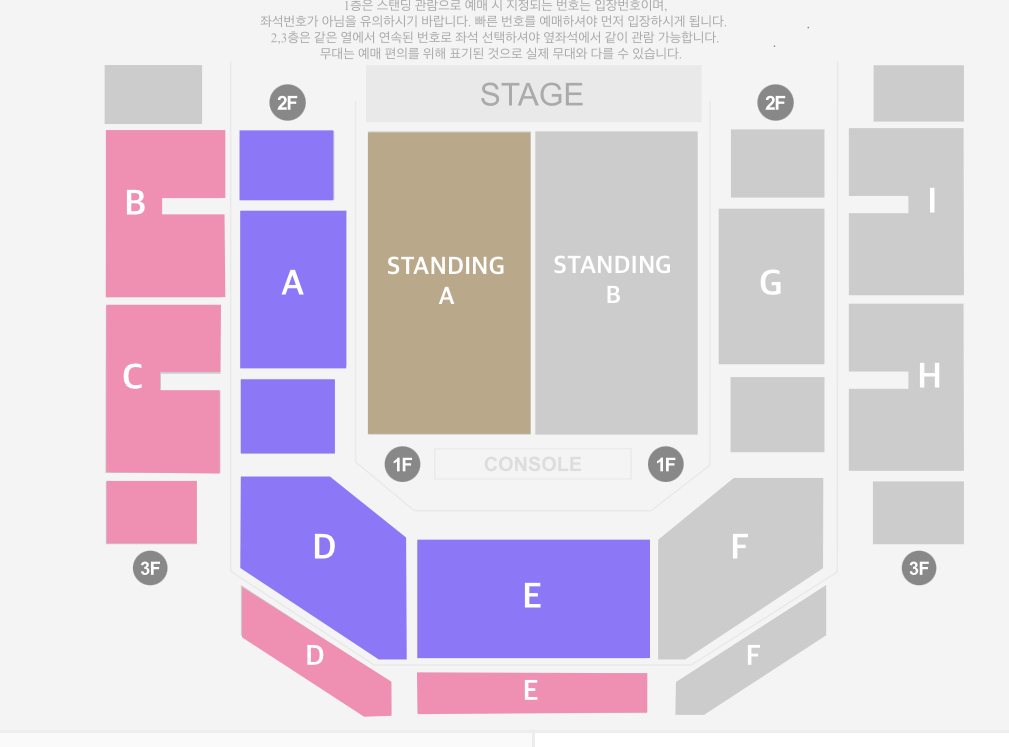 1층은 스탠딩 관람으로 예매 시 지정되는 번호는 입장번호이며,
좌석번호가 아님을 유의하시기 바랍니다. 빠른 번호를 예매하셔야 먼저 입장하시게 됩니다.
2,3층은 같은 열에서 연속된 번호로 좌석 선택하셔야 옆좌석에서 같이 관람 가능합니다.
무대는 예매 편의를 위해 표기된 것으로 실제 무대와 다를 수 있습니다.
STAGE
2F
2F
B
A
STANDING
A
STANDING
B
G
I
C
H
1F
CONSOLE
1F
D
E
F
3F
3F
D
E
F